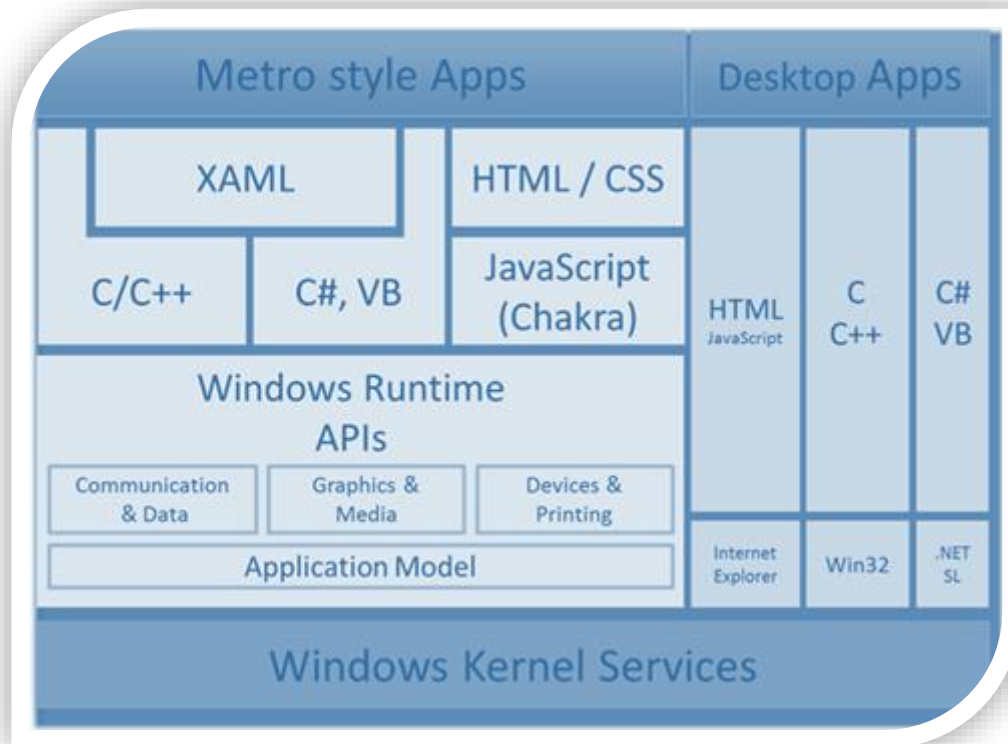 Metro style Apps
Desktop Apps
XAML
HTML / CSS
C/C++
C#, VB
JavaScript
(Chakra)
HTML
JavaScript
C
C++
C#
VB
Windows Runtime
APIs
Communication
& Data
Graphics &
Media
Devices &
Printing
Application Model
Internet
Explorer
Win32
.NET
SL
Windows Kernel Services